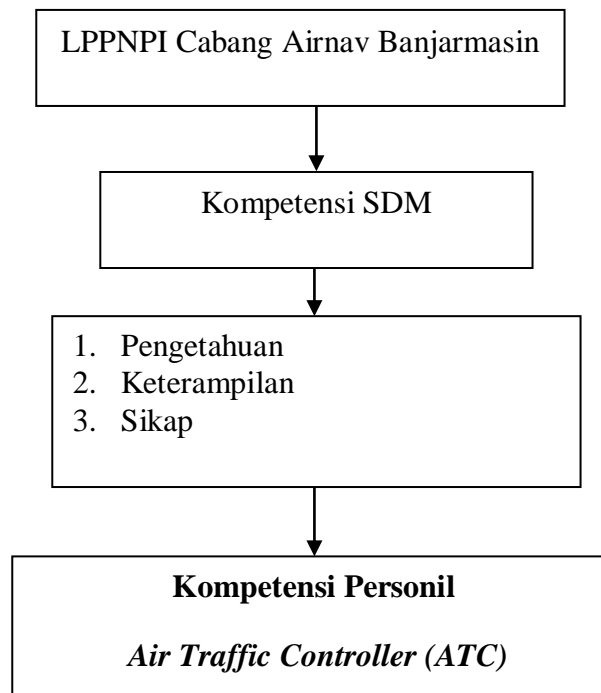 LPPNPI Cabang Airnav Banjarmasin
Kompetensi SDM
1. Pengetahuan
2. Keterampilan
3. Sikap
Kompetensi Personil
Air Traffic Controller (ATC)